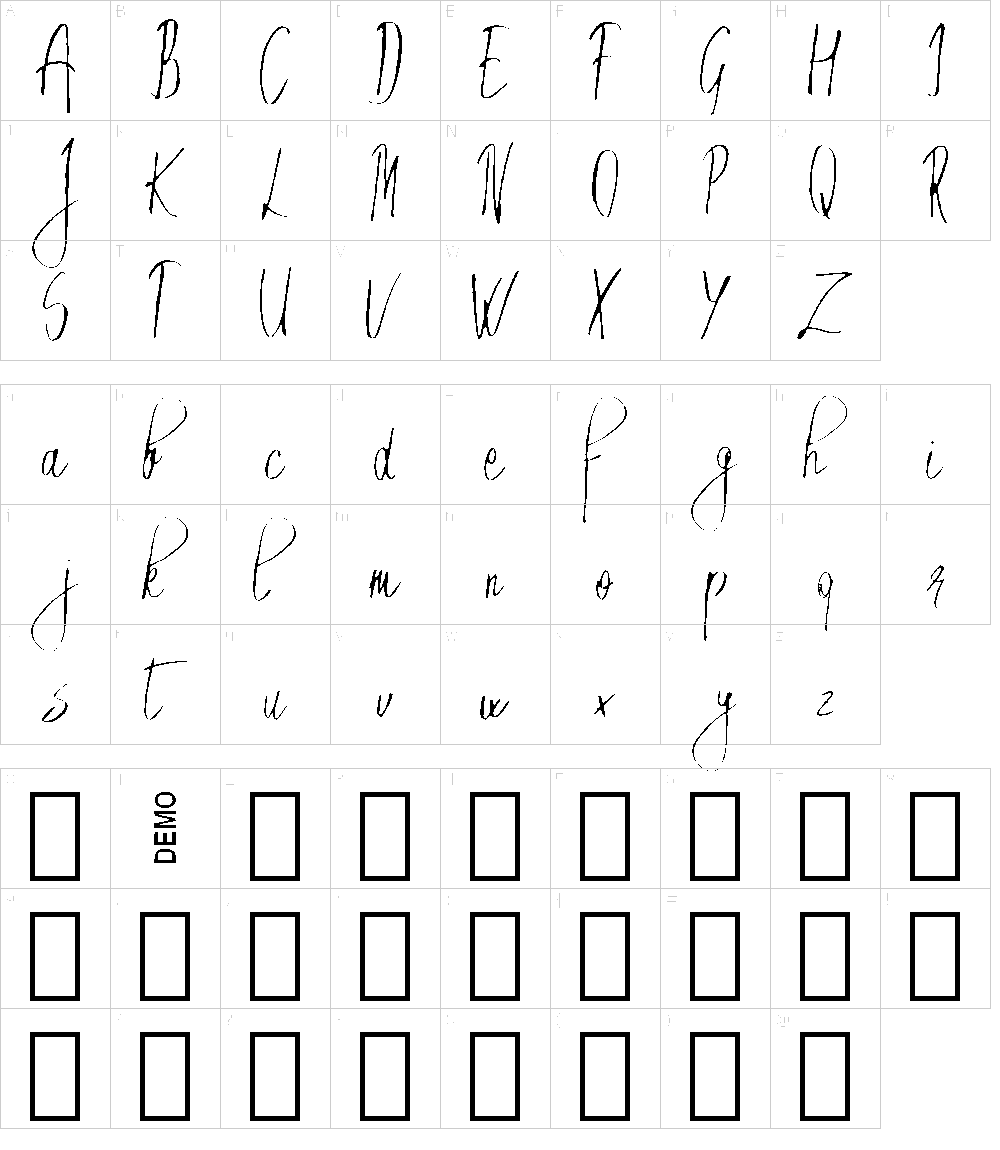 A B C D E F G H I
J K L M N O P Q R
S T U V W X Y Z
a b c d e f g h i
j k l m n o p q r
s t u v w x y z
DEMO